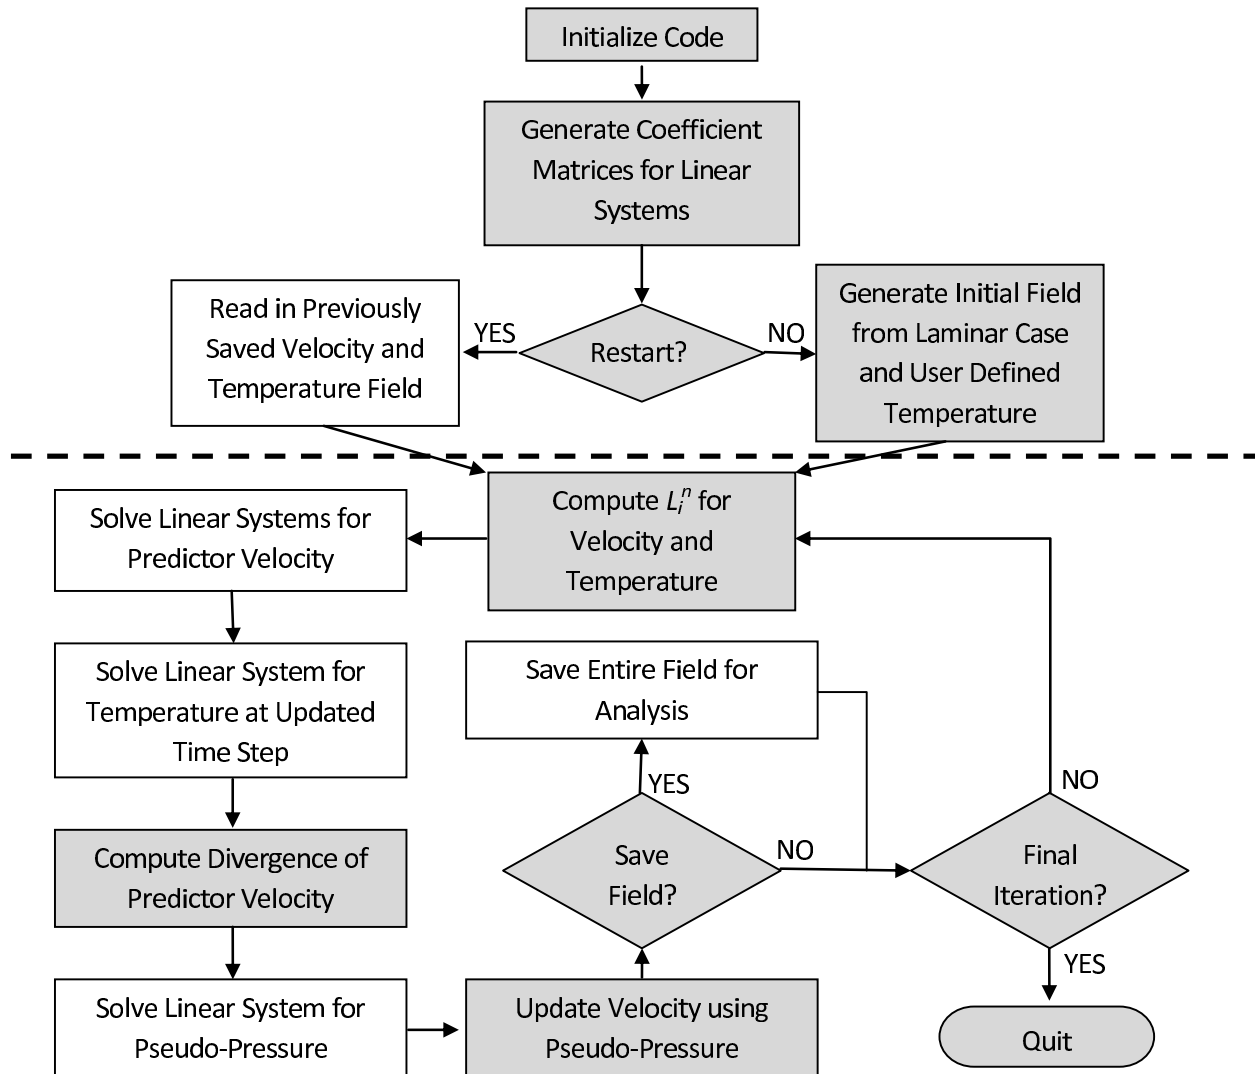 Initialize Code
Generate Coefficient
Matrices for Linear
Systems
Read in Previously
Saved Velocity and
Temperature Field
YES
Restart?
NO
Generate Initial Field
from Laminar Case
and User Defined
Temperature
Compute Lᵢⁿ for
Velocity and
Temperature
Solve Linear Systems for
Predictor Velocity
Solve Linear System for
Temperature at Updated
Time Step
Compute Divergence of
Predictor Velocity
Solve Linear System for
Pseudo-Pressure
Update Velocity using
Pseudo-Pressure
Save
Field?
YES
Save Entire Field for
Analysis
NO
Final
Iteration?
NO
YES
Quit